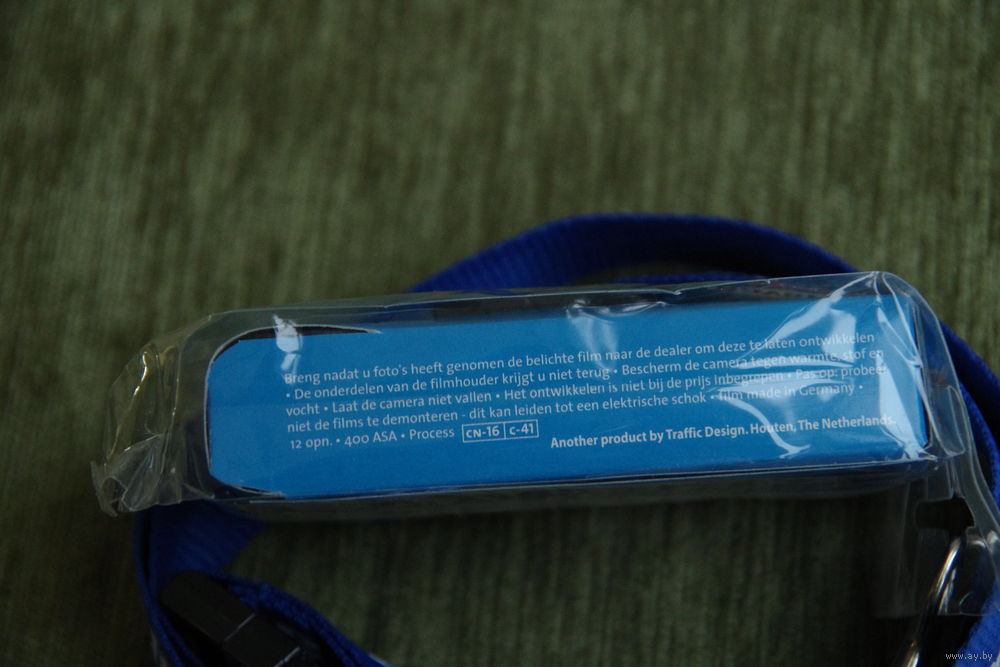 Breng nadat u foto's heeft genomen de belichte film naar de dealer om deze te laten ontwikkelen
• De onderdelen van de filmhouder krijgt u niet terug • Bescherm de camera tegen warmte, stof en
vocht • Laat de camera niet vallen • Het ontwikkelen is niet bij de prijs inbegrepen • Pas op: probeer
niet de films te demonteren - dit kan leiden tot een elektrische schok • film made in Germany •
12 opn. • 400 ASA • Process CN-16 C-41
Another product by Traffic Design. Houten, The Netherlands.
www.ay.by